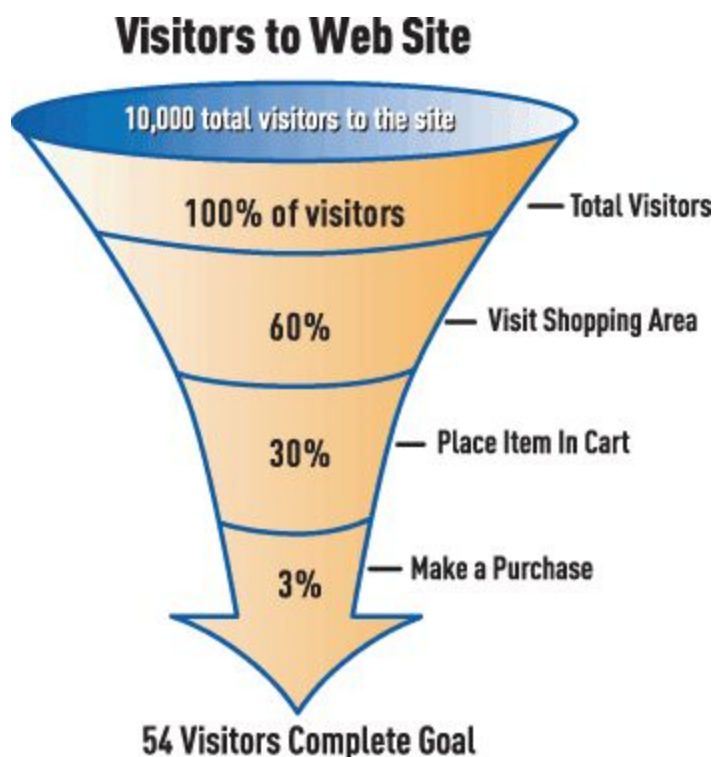 Visitors to Web Site
10,000 total visitors to the site
100% of visitors
Total Visitors
60%
Visit Shopping Area
30%
Place Item In Cart
3%
Make a Purchase
54 Visitors Complete Goal